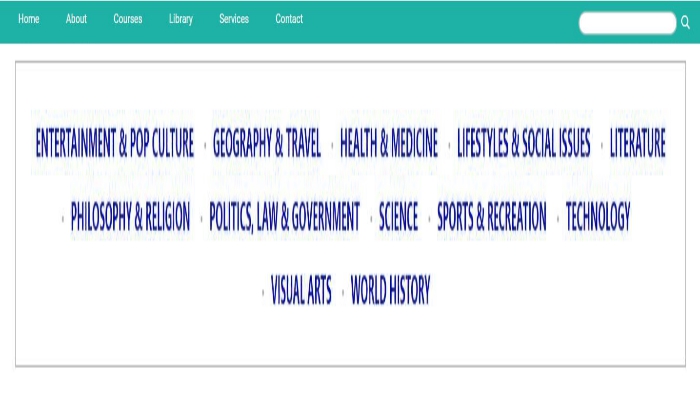 Home About Courses Library Services Contact
ENTERTAINMENT & POP CULTURE · GEOGRAPHY & TRAVEL · HEALTH & MEDICINE · LIFESTYLES & SOCIAL ISSUES · LITERATURE
· PHILOSOPHY & RELIGION · POLITICS, LAW & GOVERNMENT · SCIENCE · SPORTS & RECREATION · TECHNOLOGY
· VISUAL ARTS · WORLD HISTORY